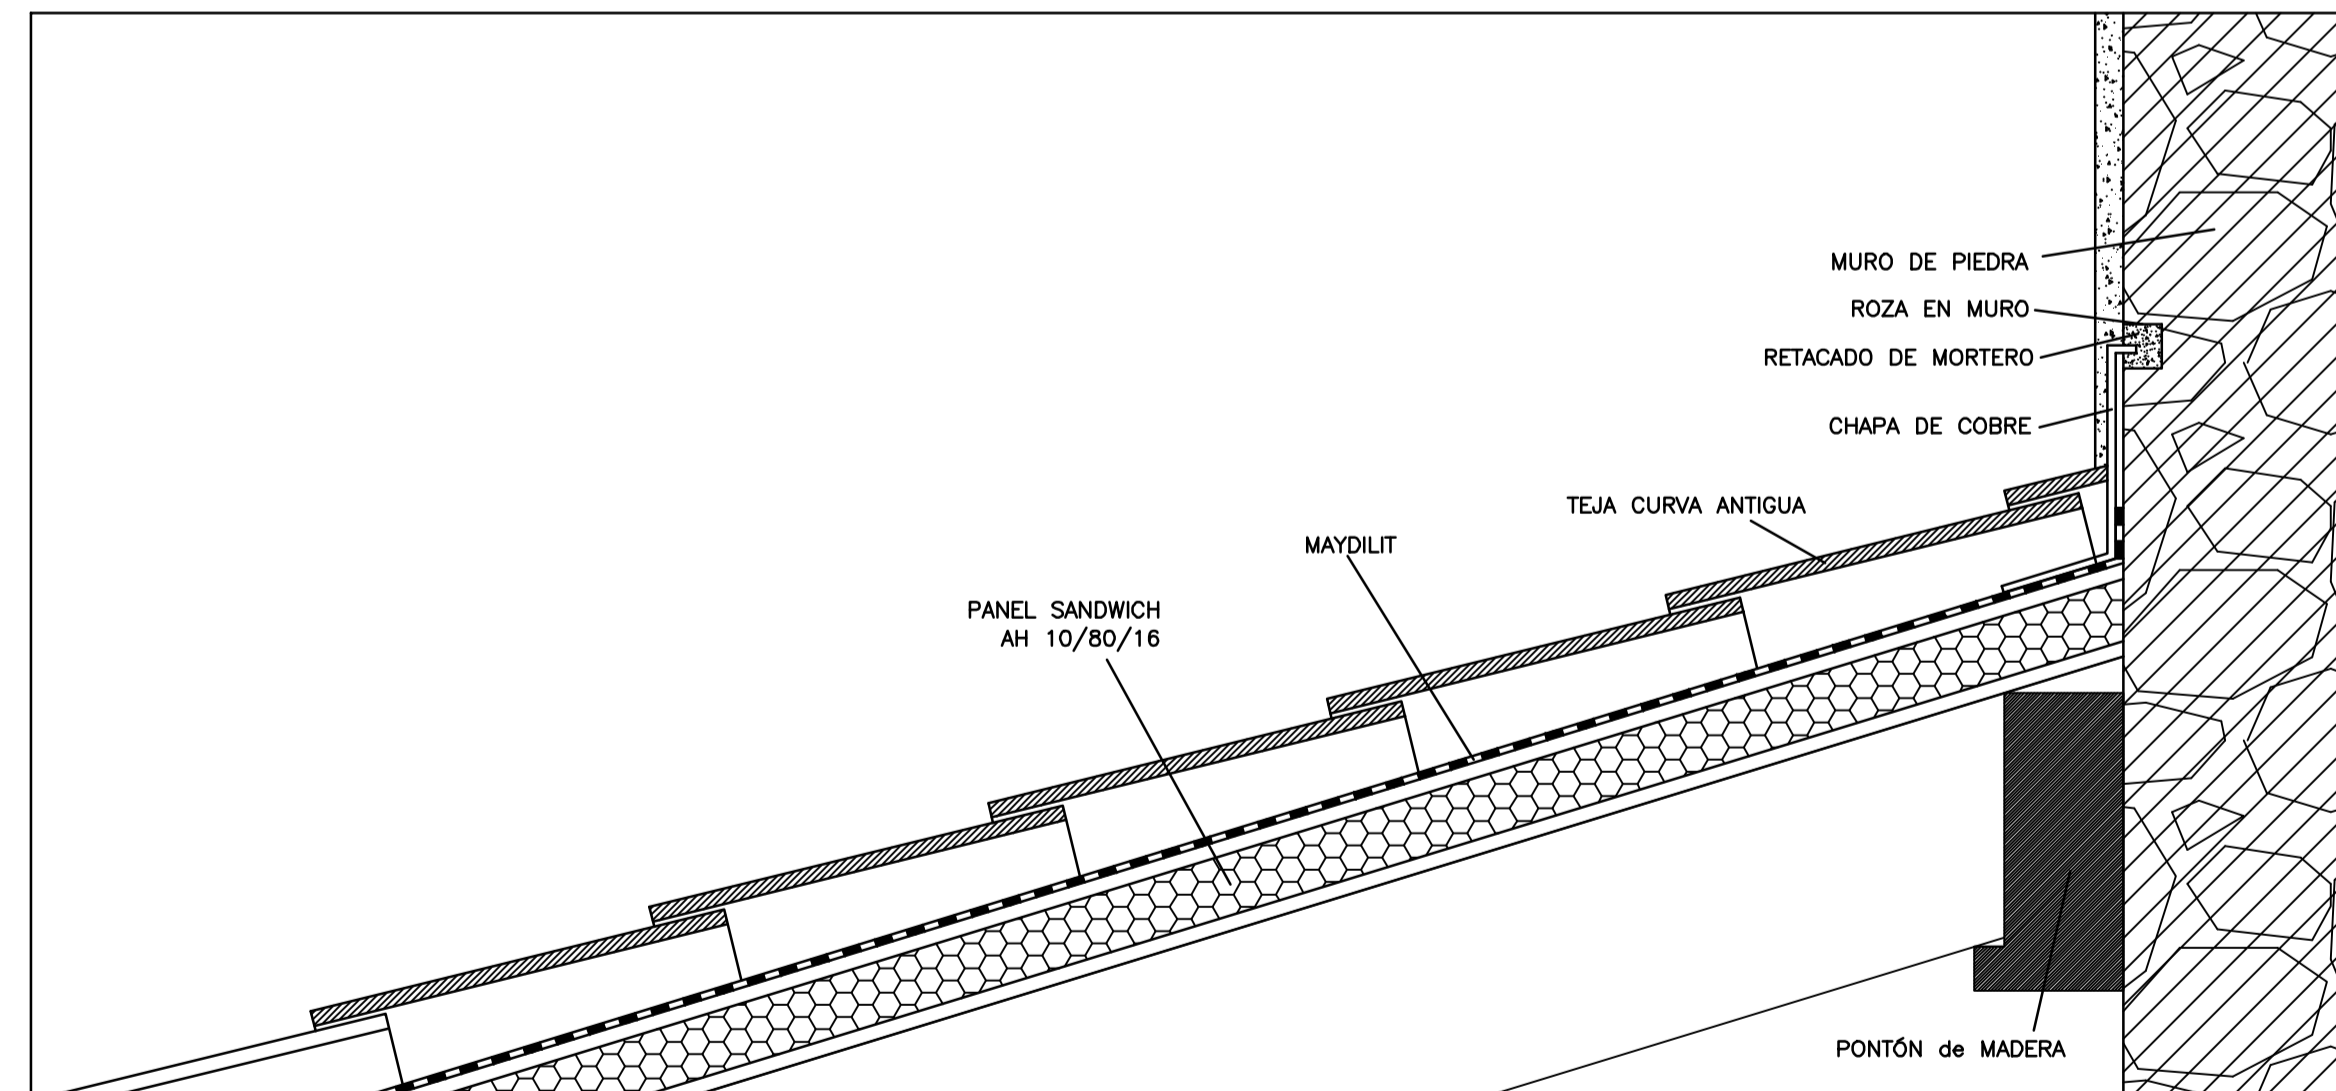 MURO DE PIEDRA
ROZA EN MURO
RETACADO DE MORTERO
CHAPA DE COBRE
TEJA CURVA ANTIGUA
MAYDILIT
PANEL SANDWICH
AH 10/80/16
PONTÓN de MADERA